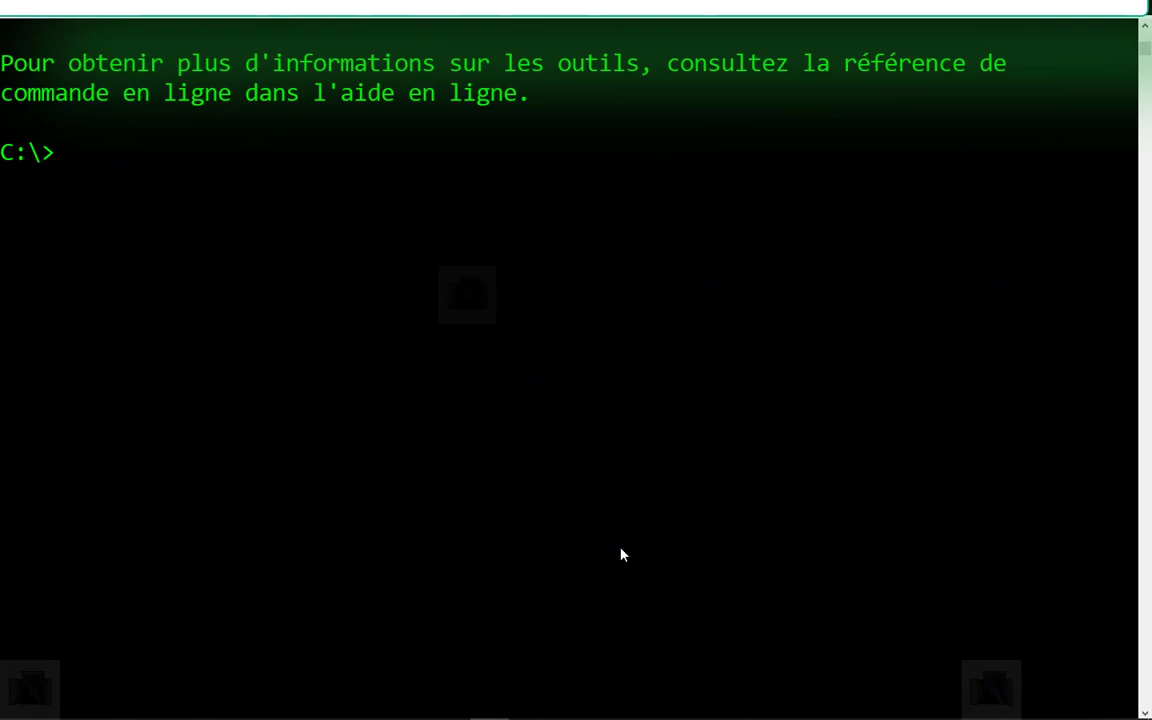 Pour obtenir plus d'informations sur les outils, consultez la référence de
commande en ligne dans l'aide en ligne.
C:\>